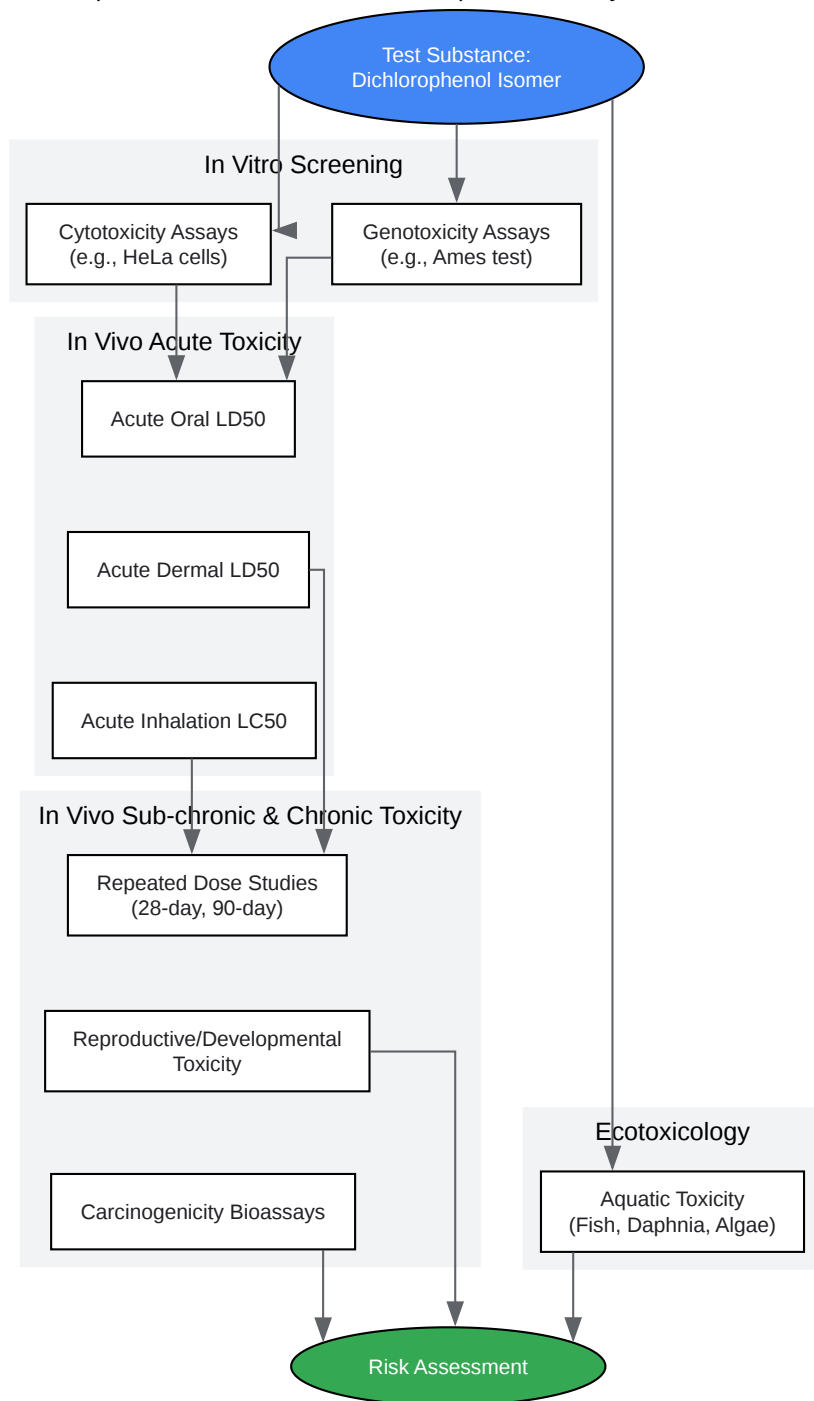 Test Substance:
Dichlorophenol Isomer
In Vitro Screening
Cytotoxicity Assays
(e.g., HeLa cells)
Genotoxicity Assays
(e.g., Ames test)
In Vivo Acute Toxicity
Acute Oral LD50
Acute Dermal LD50
Acute Inhalation LC50
In Vivo Sub-chronic & Chronic Toxicity
Repeated Dose Studies
(28-day, 90-day)
Reproductive/Developmental
Toxicity
Carcinogenicity Bioassays
Ecotoxicology
Aquatic Toxicity
(Fish, Daphnia, Algae)
Risk Assessment